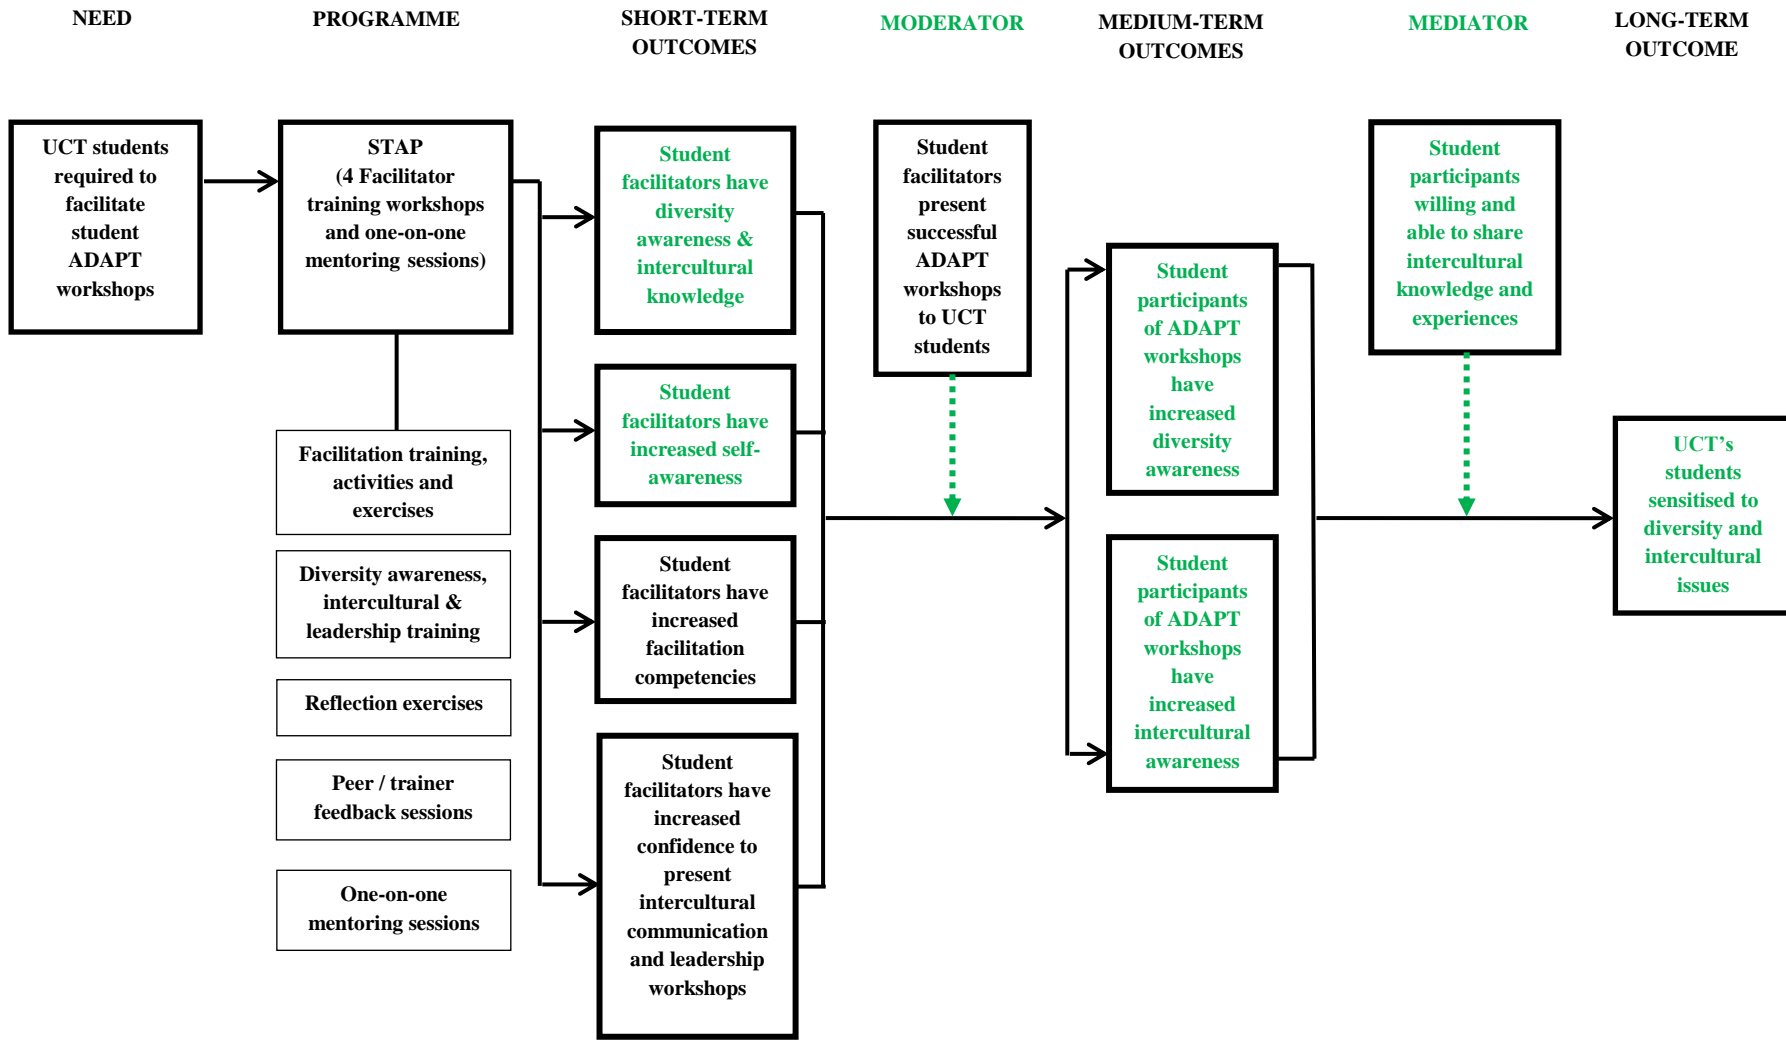 NEED
PROGRAMME
SHORT-TERM
OUTCOMES
MODERATOR
MEDIUM-TERM
OUTCOMES
MEDIATOR
LONG-TERM
OUTCOME
UCT students
required to
facilitate
student
ADAPT
workshops
STAP
(4 Facilitator
training workshops
and one-on-one
mentoring sessions)
Facilitation training,
activities and
exercises
Diversity awareness,
intercultural &
leadership training
Reflection exercises
Peer / trainer
feedback sessions
One-on-one
mentoring sessions
Student
facilitators have
diversity
awareness &
intercultural
knowledge
Student
facilitators have
increased self-
awareness
Student
facilitators have
increased
facilitation
competencies
Student
facilitators have
increased
confidence to
present
intercultural
communication
and leadership
workshops
Student
facilitators
present
successful
ADAPT
workshops
to UCT
students
Student
participants
of ADAPT
workshops
have
increased
diversity
awareness
Student
participants
of ADAPT
workshops
have
increased
intercultural
awareness
Student
participants
willing and
able to share
intercultural
knowledge and
experiences
UCT's
students
sensitised to
diversity and
intercultural
issues